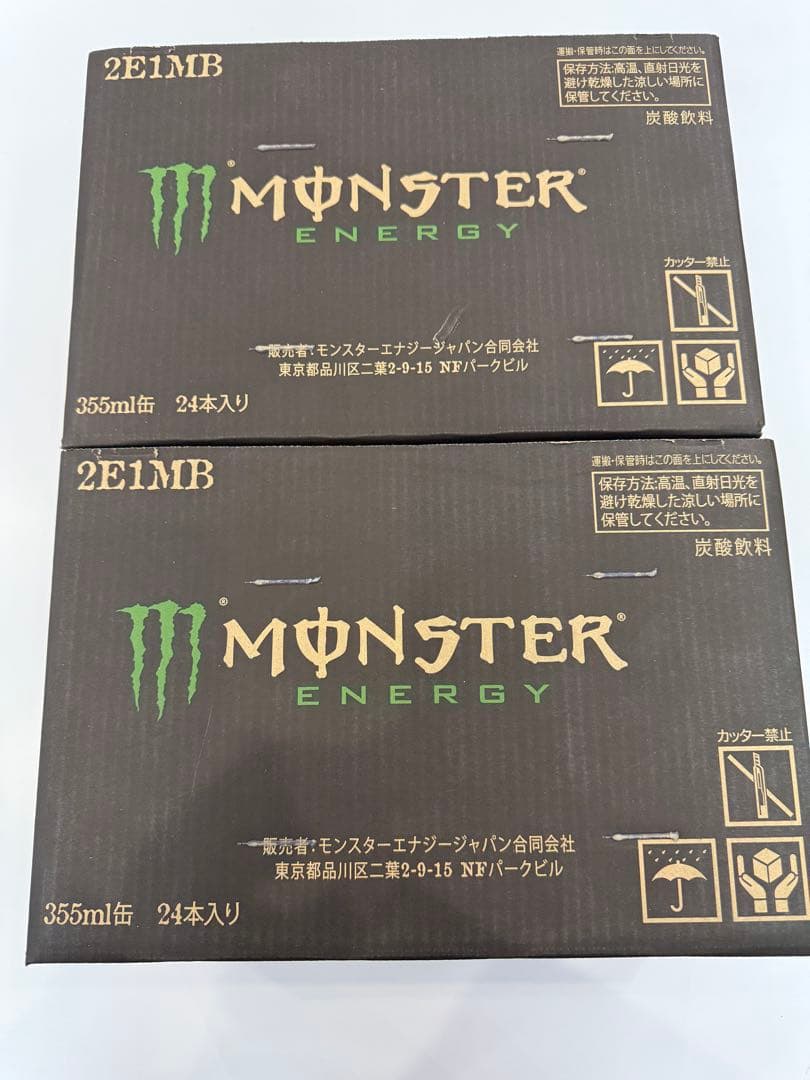 2E1MB
運搬・保管時はこの面を上にしてください。
保存方法:高温、直射日光を
避け乾燥した涼しい場所に
保管してください。
炭酸飲料
MONSTER®
ENERGY
カッター禁止
販売者:モンスターエナジージャパン合同会社
東京都品川区二葉2-9-15 NFパークビル
355ml缶 24本入り
2E1MB
運搬・保管時はこの面を上にしてください。
保存方法:高温、直射日光を
避け乾燥した涼しい場所に
保管してください。
炭酸飲料
MONSTER®
ENERGY
カッター禁止
販売者:モンスターエナジージャパン合同会社
東京都品川区二葉2-9-15 NFパークビル
355ml缶 24本入り